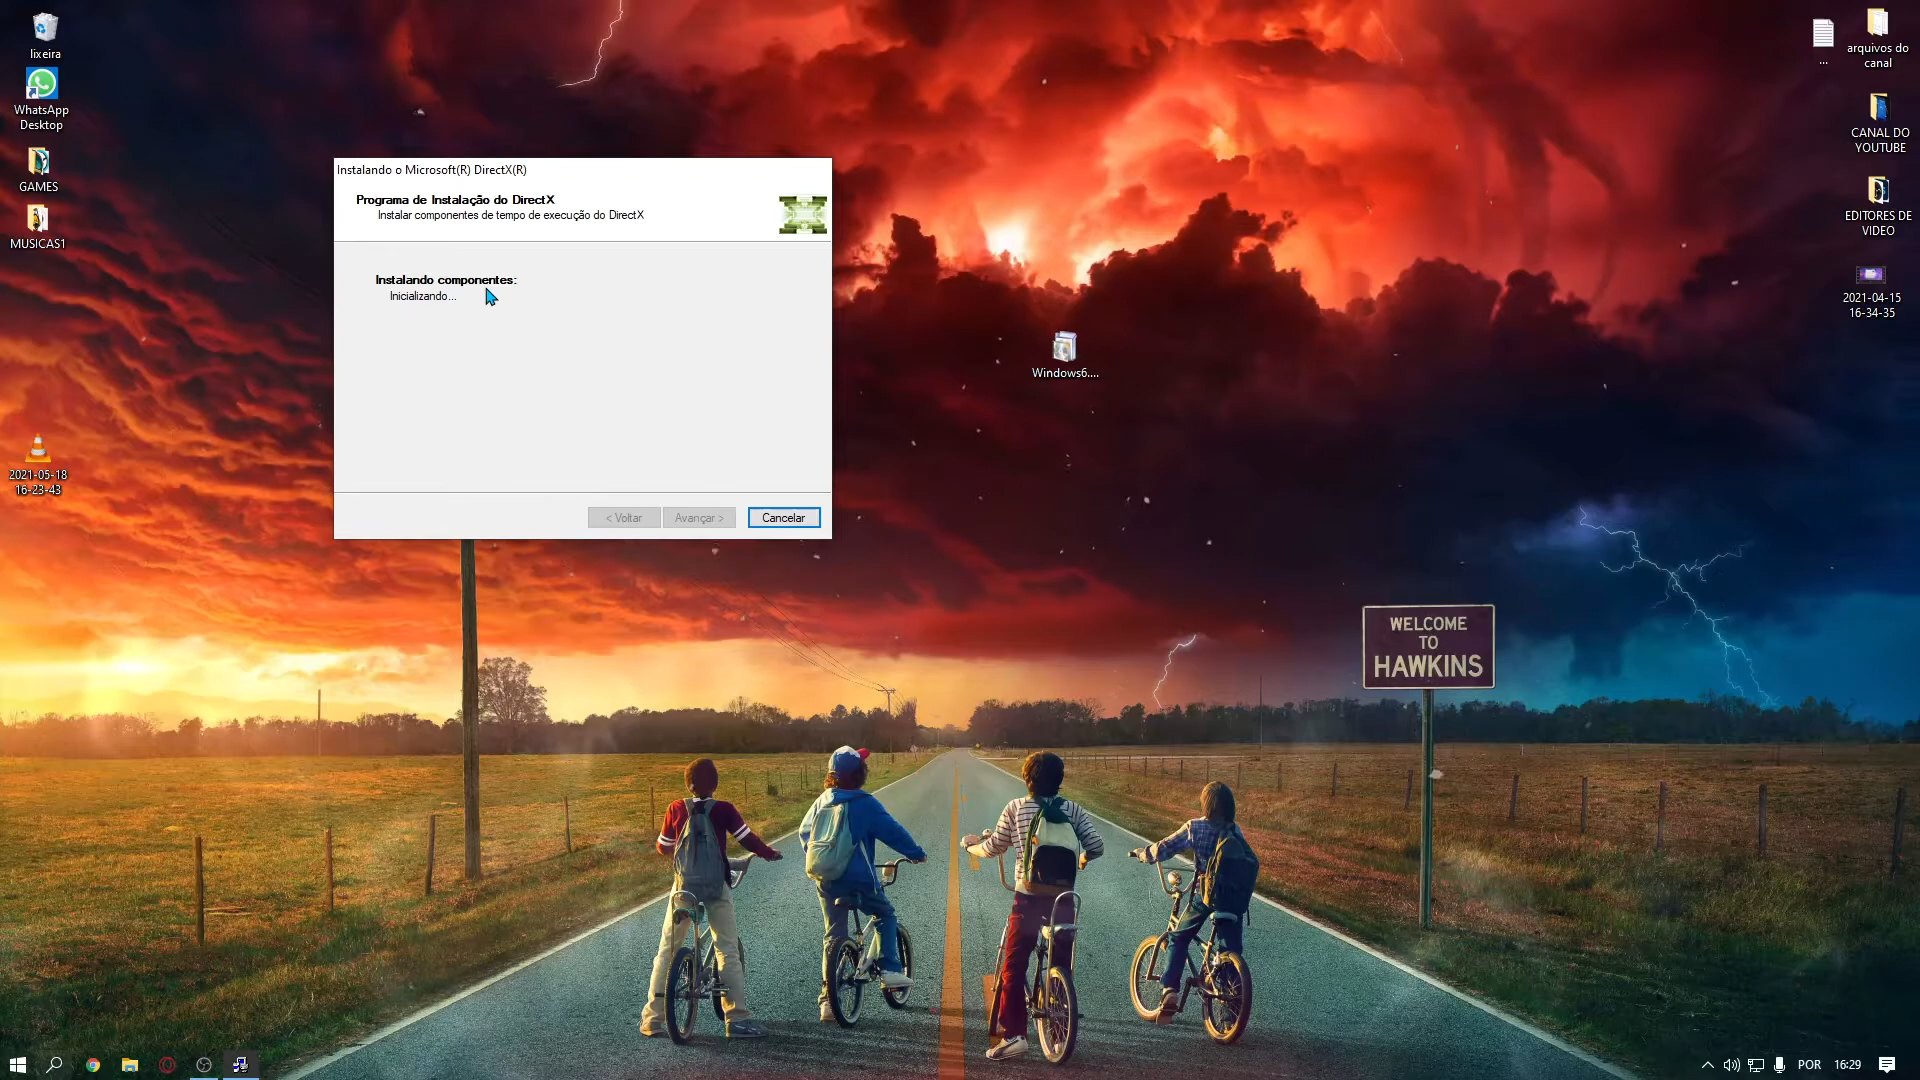 lixeira
WhatsApp
Desktop
GAMES
MUSICAS1
2021-05-18
16-23-43
Instalando o Microsoft(R) DirectX(R)
Programa de Instalação do DirectX
Instalar componentes de tempo de execução do DirectX
Instalando componentes:
Inicializando...
< Voltar
Avançar >
Cancelar
Windows6....
...
arquivos do
canal
CANAL DO
YOUTUBE
EDITORES DE
VIDEO
2021-04-15
16-34-35
WELCOME
TO
HAWKINS
POR
16:29